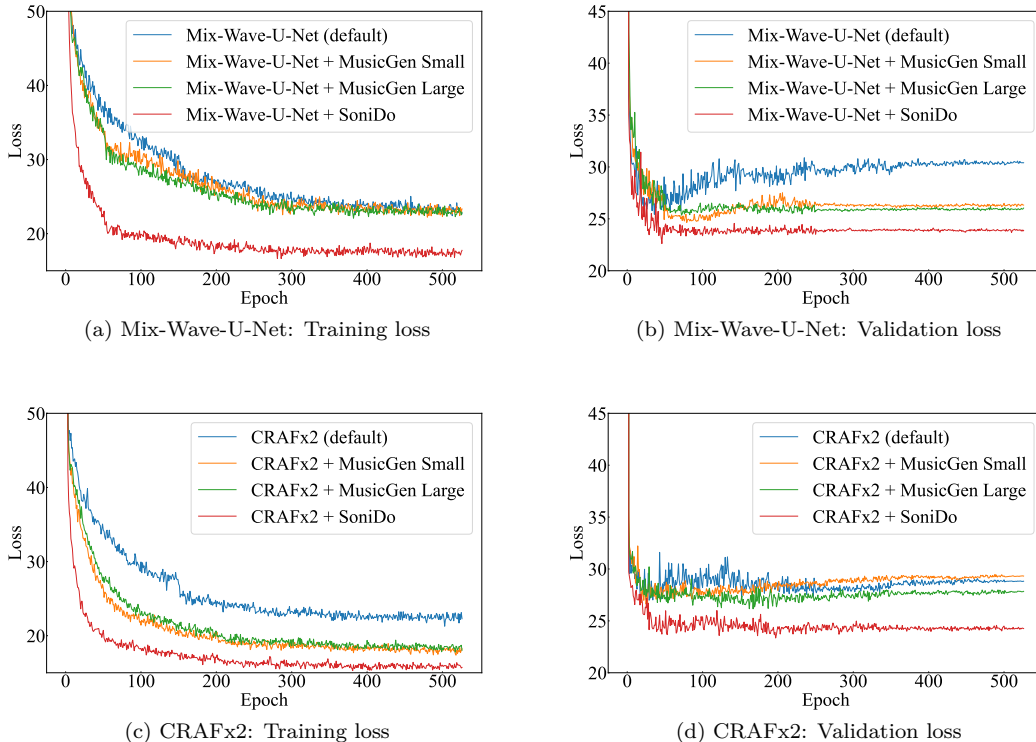 50
40
30
20
Loss
0
100
200
300
400
500
Epoch
Mix-Wave-U-Net (default)
Mix-Wave-U-Net + MusicGen Small
Mix-Wave-U-Net + MusicGen Large
Mix-Wave-U-Net + SoniDo
(a) Mix-Wave-U-Net: Training loss
45
40
35
30
25
20
Loss
0
100
200
300
400
500
Epoch
Mix-Wave-U-Net (default)
Mix-Wave-U-Net + MusicGen Small
Mix-Wave-U-Net + MusicGen Large
Mix-Wave-U-Net + SoniDo
(b) Mix-Wave-U-Net: Validation loss
50
40
30
20
Loss
0
100
200
300
400
500
Epoch
CRAFx2 (default)
CRAFx2 + MusicGen Small
CRAFx2 + MusicGen Large
CRAFx2 + SoniDo
(c) CRAFx2: Training loss
45
40
35
30
25
20
Loss
0
100
200
300
400
500
Epoch
CRAFx2 (default)
CRAFx2 + MusicGen Small
CRAFx2 + MusicGen Large
CRAFx2 + SoniDo
(d) CRAFx2: Validation loss